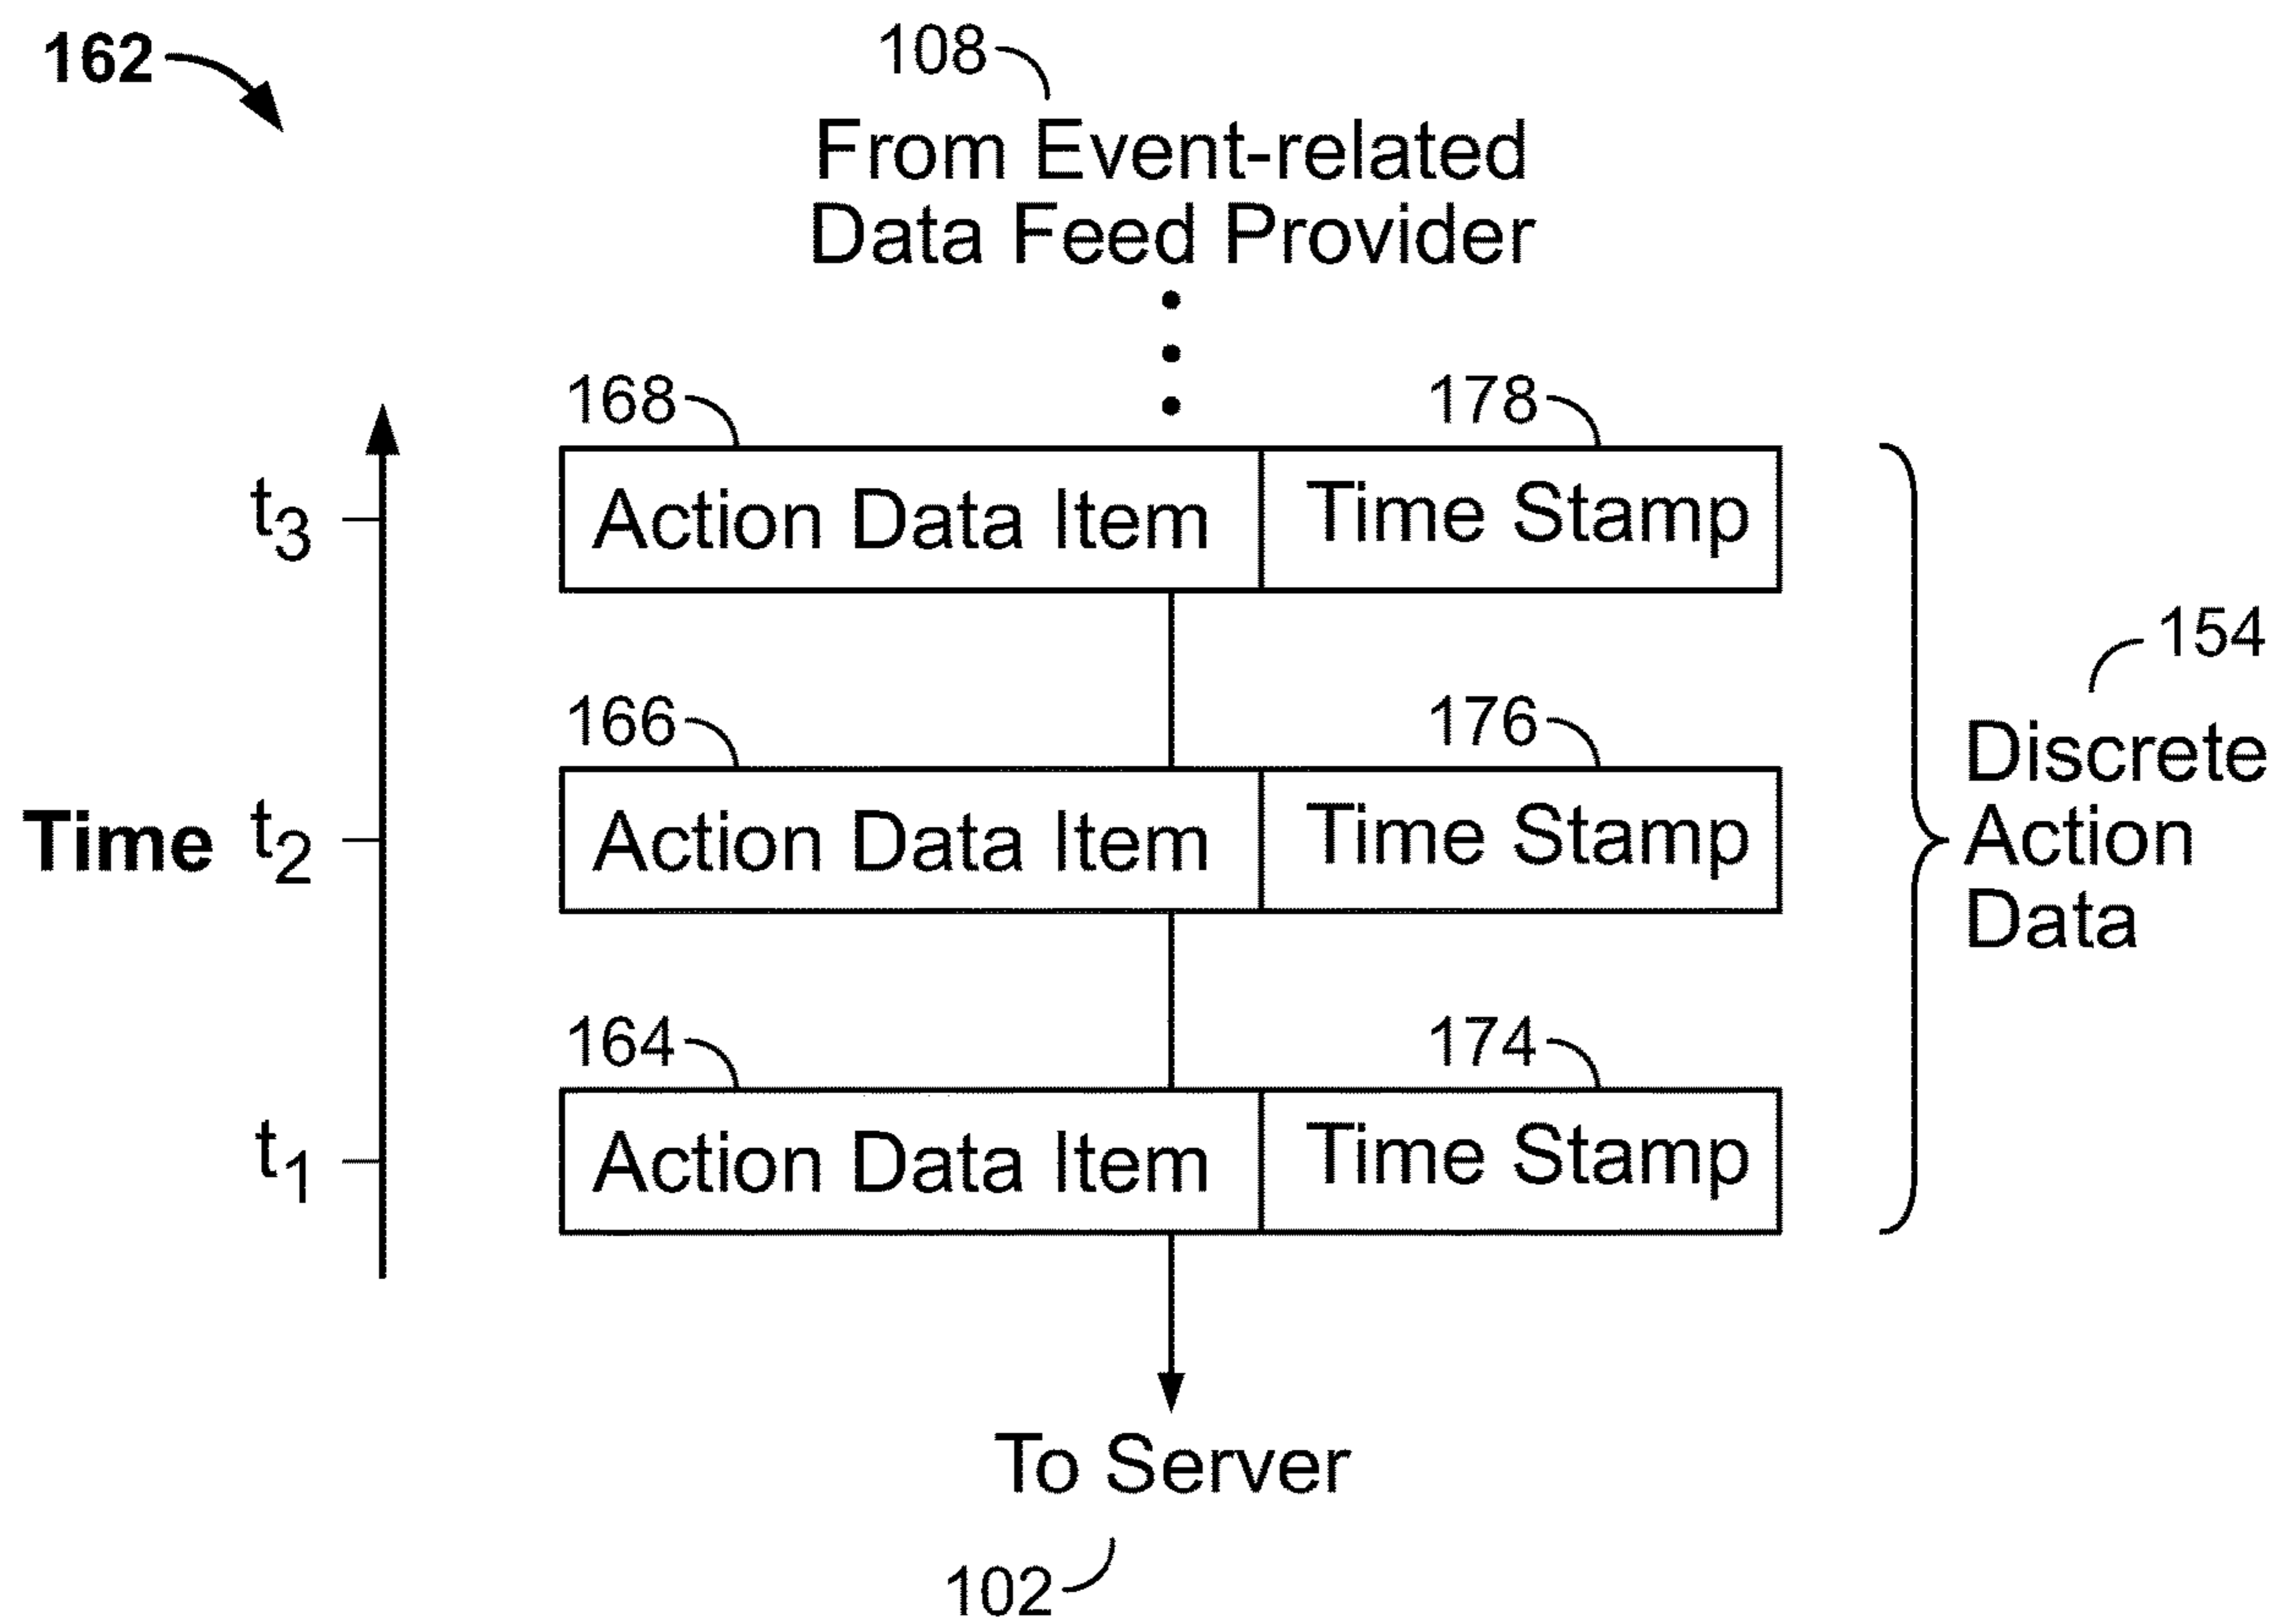 162
108
From Event-related
Data Feed Provider
168
178
t3
Action Data Item
Time Stamp
154
166
176
Discrete
Action
Data
Time
t2
Action Data Item
Time Stamp
164
174
t1
Action Data Item
Time Stamp
To Server
102